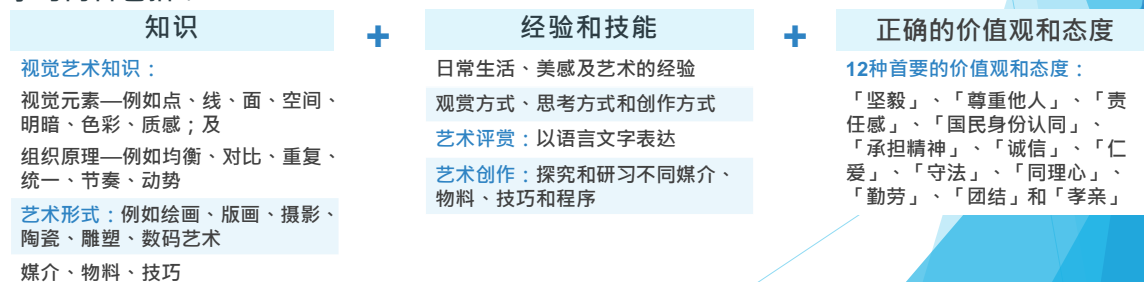 知识
视觉艺术知识：
视觉元素—例如点、线、面、空间、
明暗、色彩、质感；及
组织原理—例如均衡、对比、重复、
统一、节奏、动势
艺术形式：例如绘画、版画、摄影、
陶瓷、雕塑、数码艺术
媒介、物料、技巧
+
经验和技能
日常生活、美感及艺术的经验
观赏方式、思考方式和创作方式
艺术评赏：以语言文字表达
艺术创作：探究和研习不同媒介、
物料、技巧和程序
+
正确的价值观和态度
12种首要的价值观和态度：
「坚毅」、「尊重他人」、「责
任感」、「国民身份认同」、
「承担精神」、「诚信」、「仁
爱」、「守法」、「同理心」、
「勤劳」、「团结」和「孝亲」